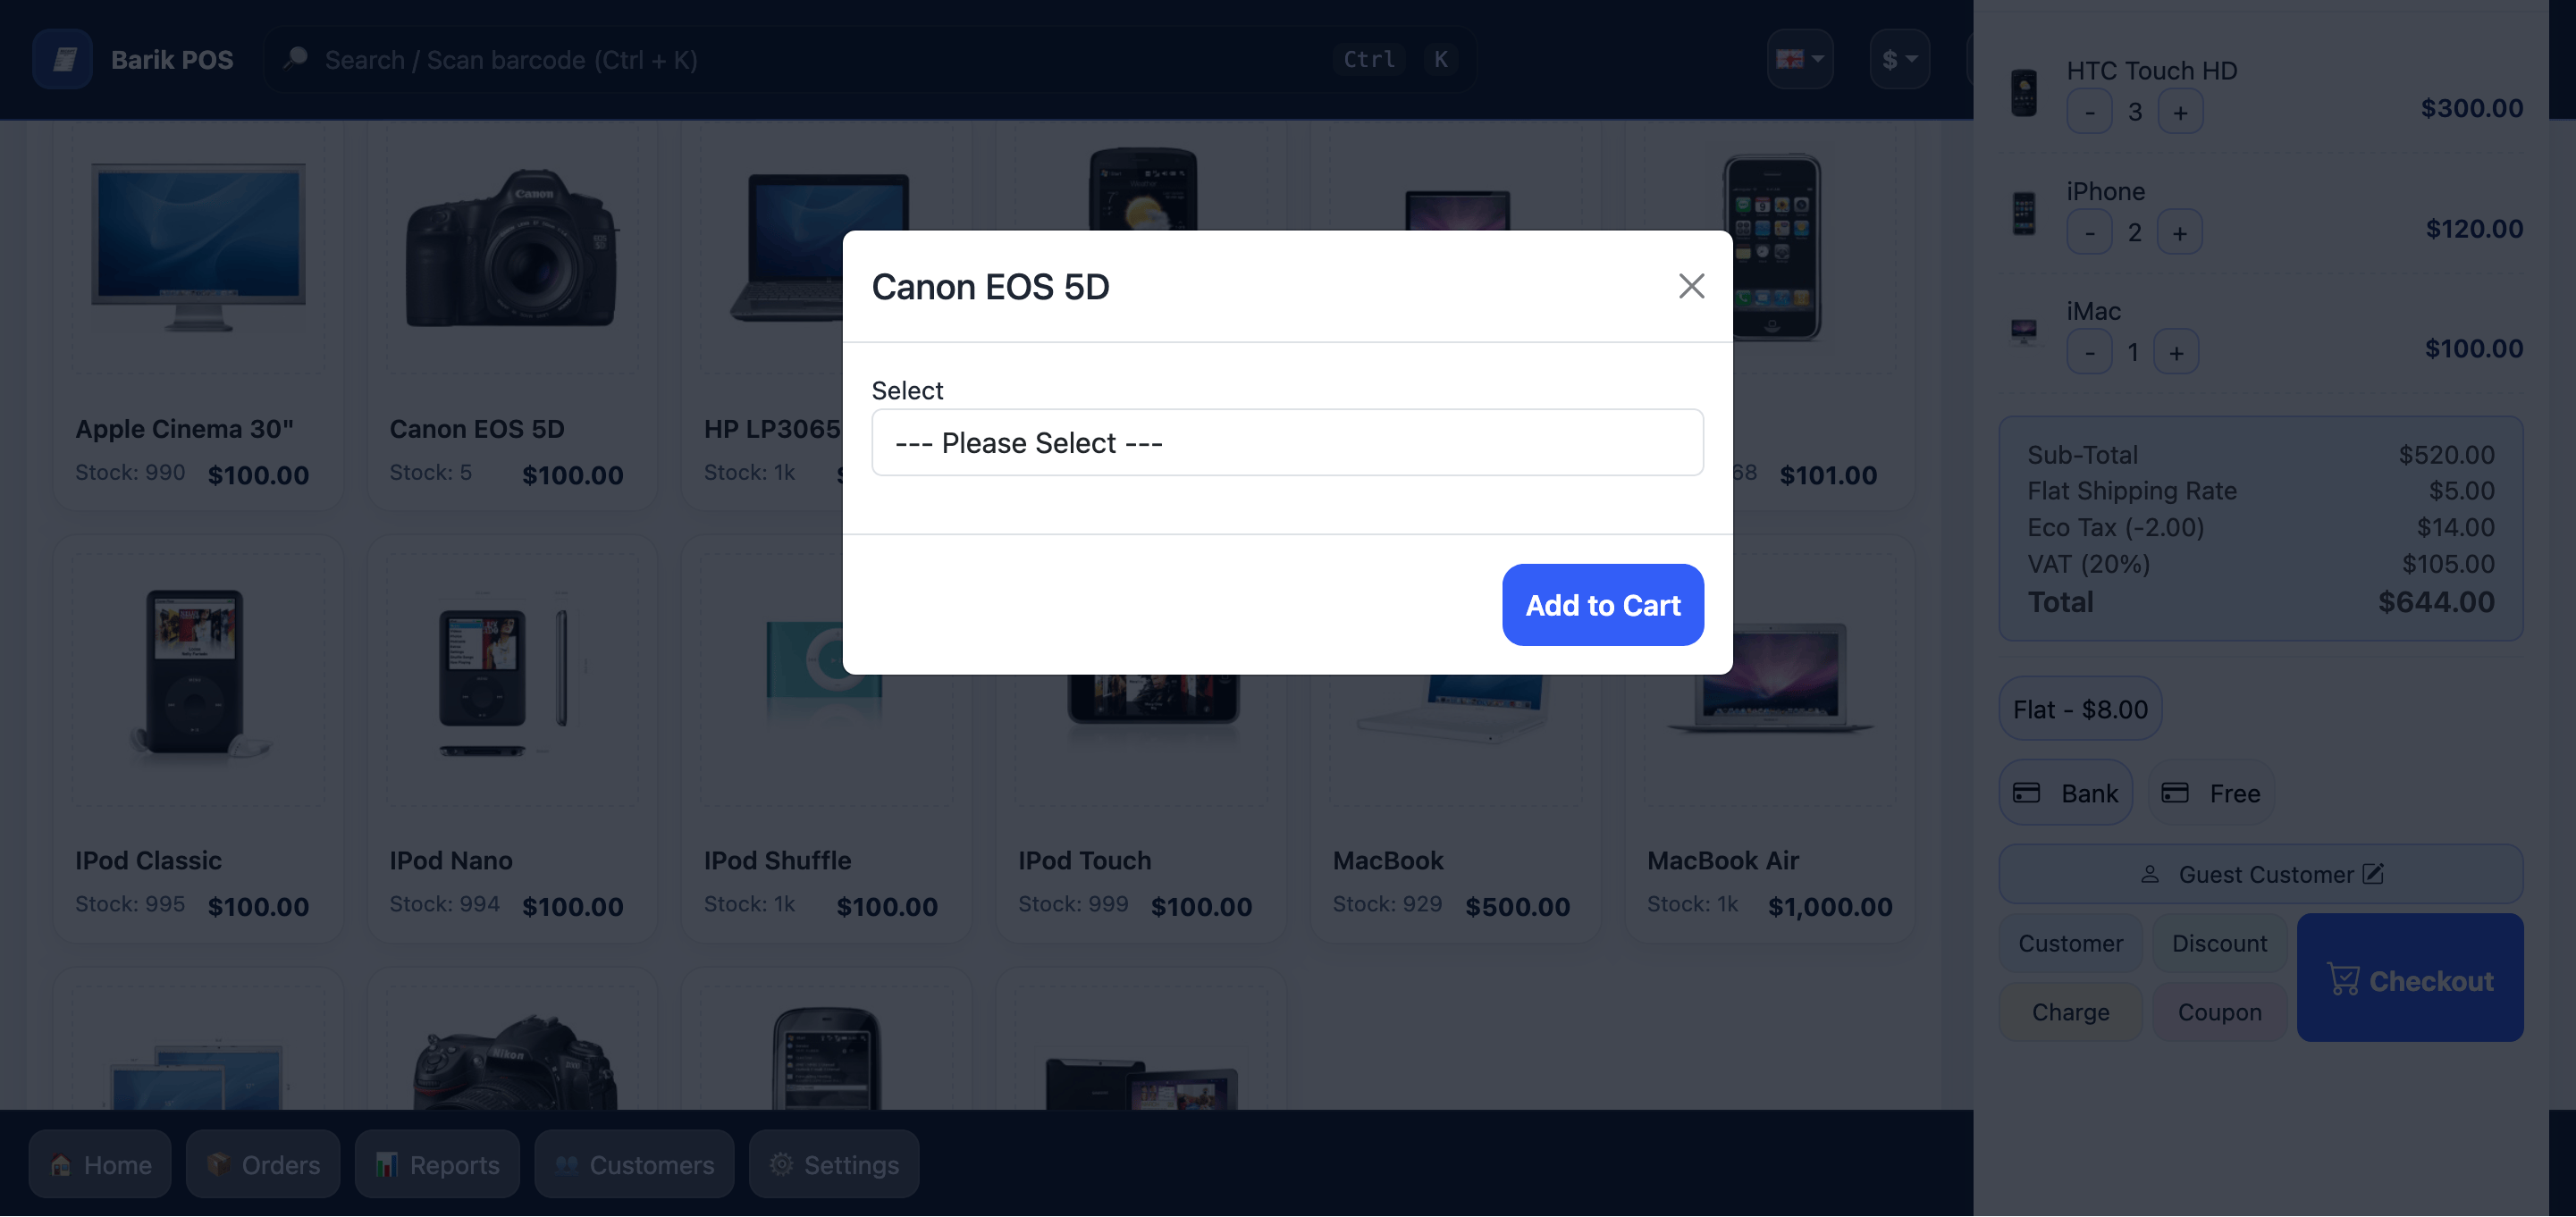 Barik POS
Search / Scan barcode (Ctrl + K)
Ctrl K
$
HTC Touch HD
- 3 +
$300.00
iPhone
- 2 +
$120.00
iMac
- 1 +
$100.00
Sub-Total $520.00
Flat Shipping Rate $5.00
Eco Tax (-2.00) $14.00
VAT (20%) $105.00
Total $644.00
Flat - $8.00
Bank
Free
Guest Customer
Customer
Discount
Charge
Coupon
Checkout
Canon EOS 5D
Select
--- Please Select ---
Add to Cart
Canon
Apple Cinema 30"
Stock: 990 $100.00
Canon EOS 5D
Stock: 5 $100.00
HP LP3065
Stock: 1k
68 $101.00
IPod Classic
Stock: 995 $100.00
IPod Nano
Stock: 994 $100.00
IPod Shuffle
Stock: 1k $100.00
IPod Touch
Stock: 999 $100.00
MacBook
Stock: 929 $500.00
MacBook Air
Stock: 1k $1,000.00
Nikon
Home
Orders
Reports
Customers
Settings